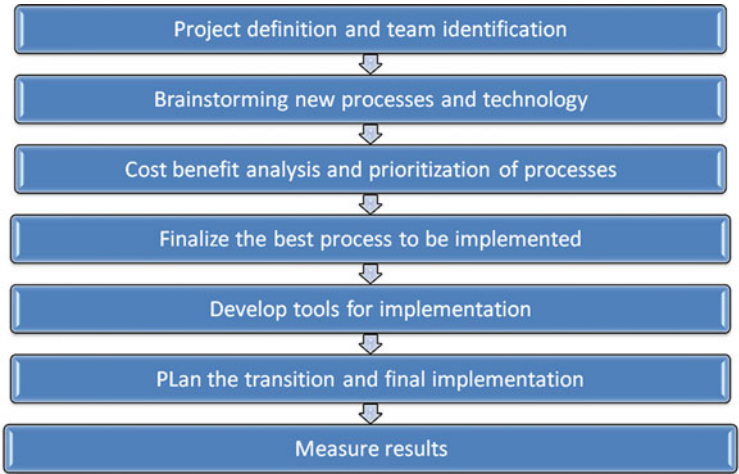 Project definition and team identification
Brainstorming new processes and technology
Cost benefit analysis and prioritization of processes
Finalize the best process to be implemented
Develop tools for implementation
PLan the transition and final implementation
Measure results